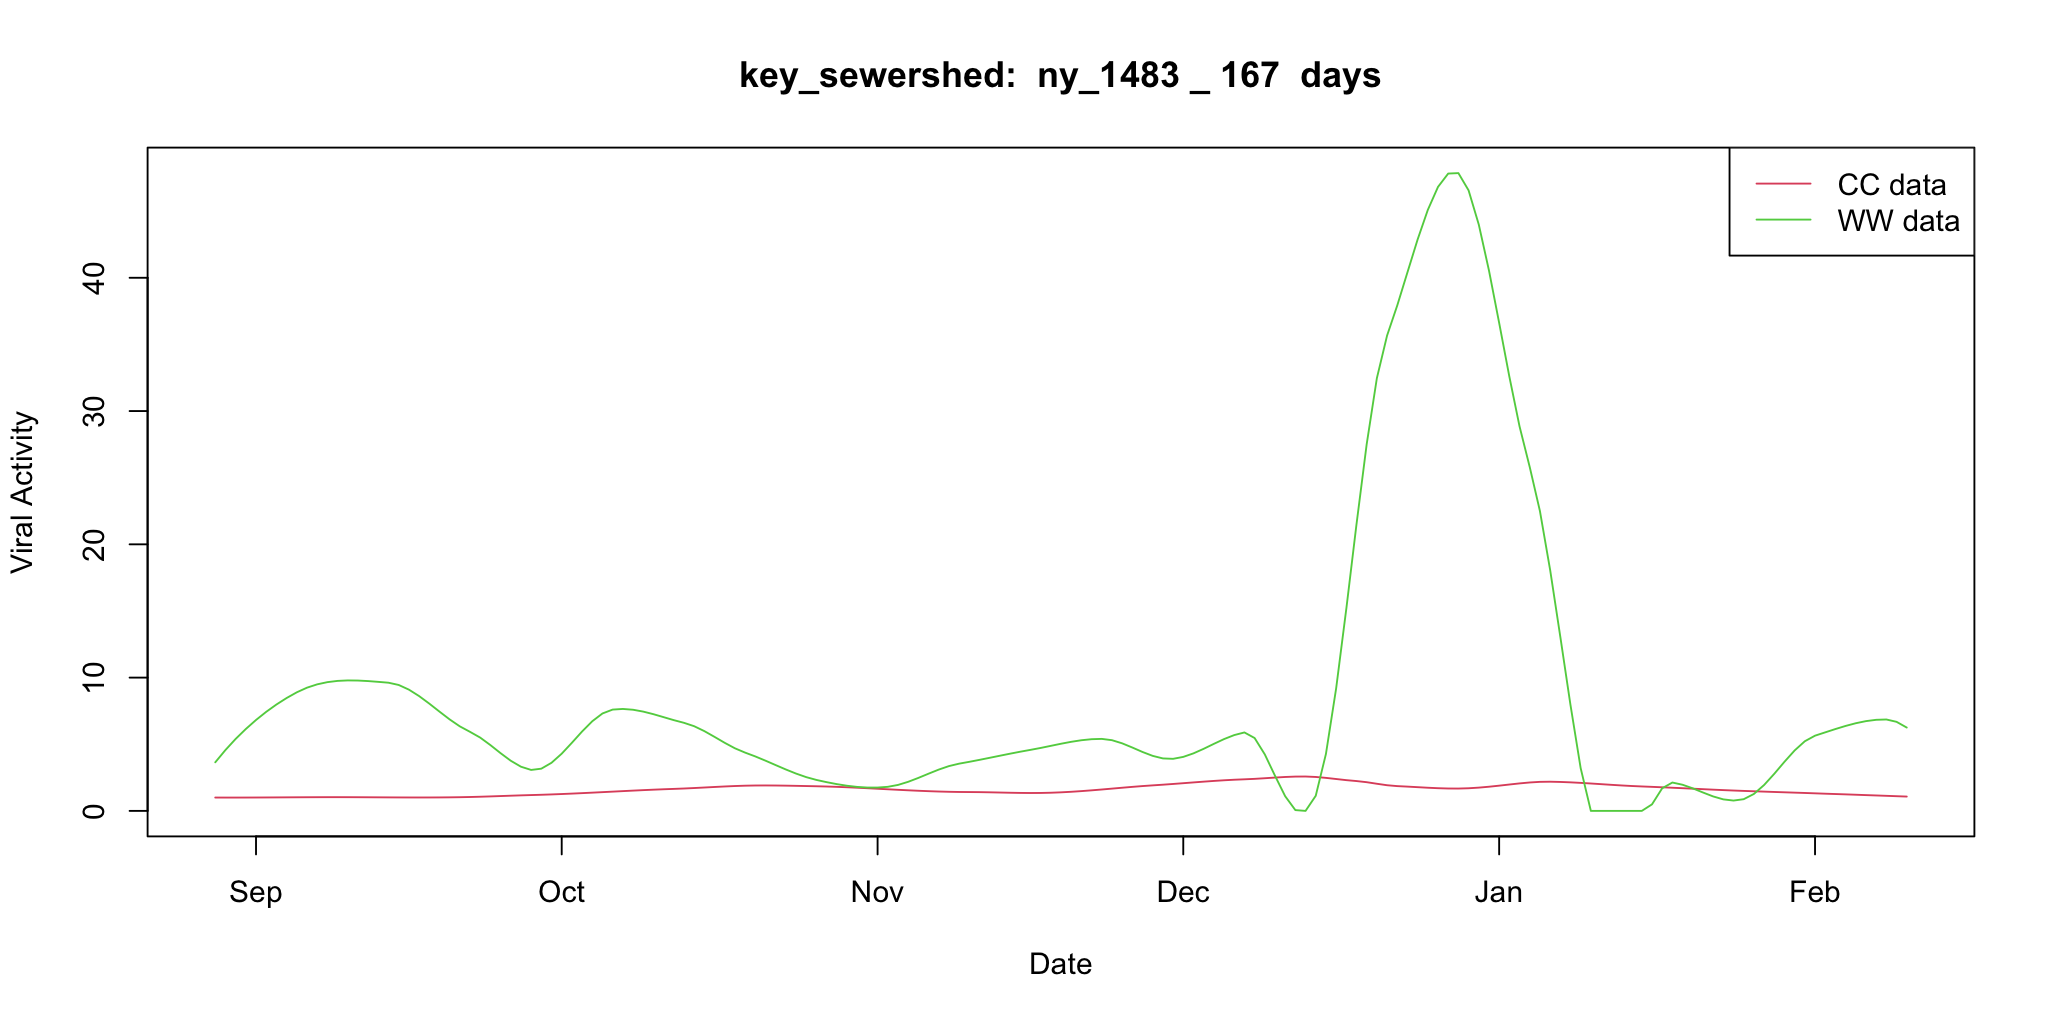 key_sewershed: ny_1483 _ 167 days
CC data
WW data
Viral Activity
40
30
20
10
0
Sep Oct Nov Dec Jan Feb
Date